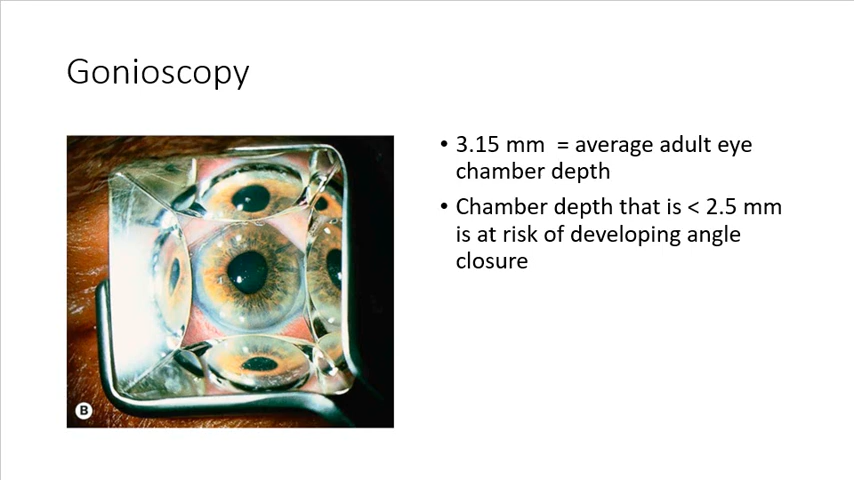 Gonioscopy
• 3.15 mm  = average adult eye
chamber depth
• Chamber depth that is < 2.5 mm
is at risk of developing angle
closure
B